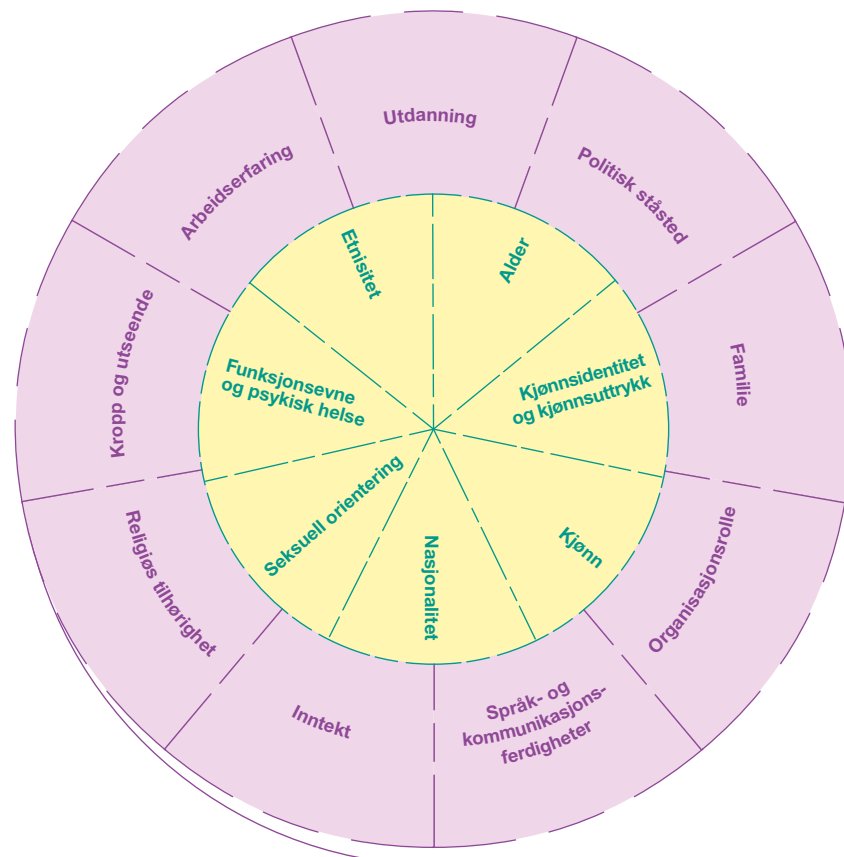 Utdanning
Politisk ståsted
Familie
Organisasjonsrolle
Språk- og
kommunikasjons-
ferdigheter
Inntekt
Religiøs tilhørighet
Kropp og utseende
Arbeidserfaring
Alder
Kjønnsidentitet
og kjønnsuttrykk
Kjønn
Nasjonalitet
Seksuell orientering
Funksjonsevne
og psykisk helse
Etnisitet